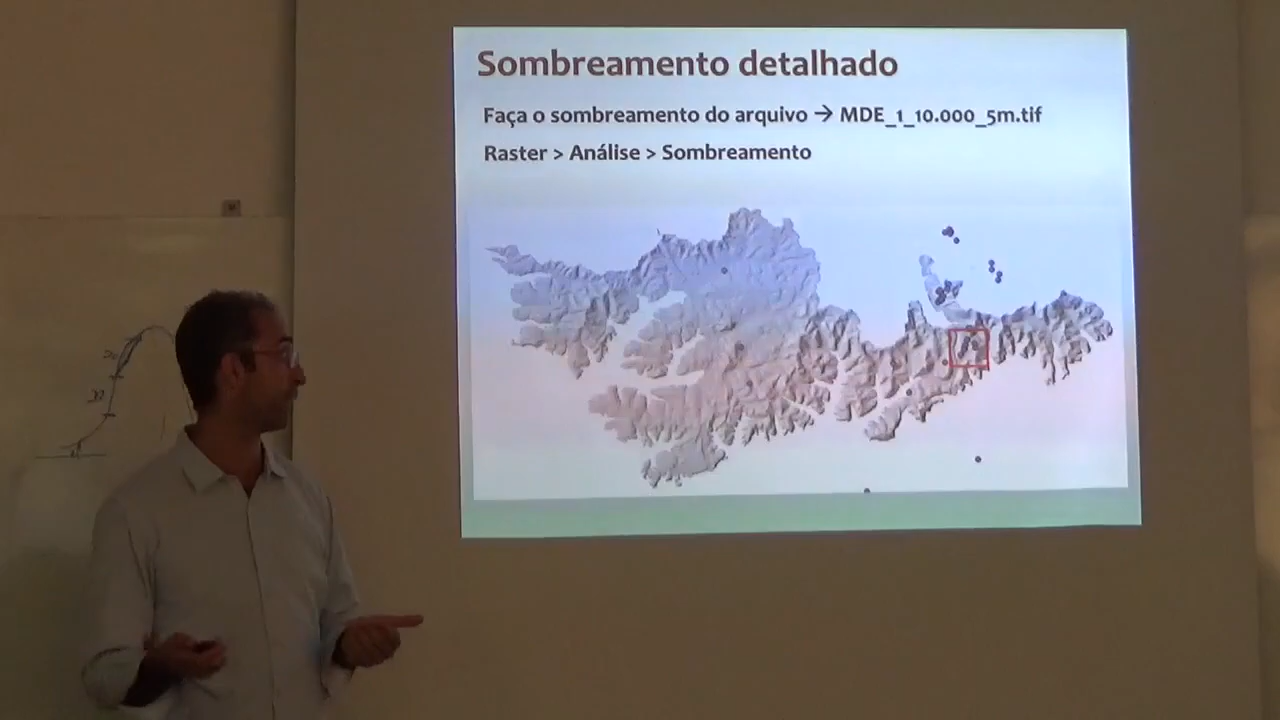 Sombreamento detalhado
Faça o sombreamento do arquivo → MDE_1_10.000_5m.tif
Raster > Análise > Sombreamento